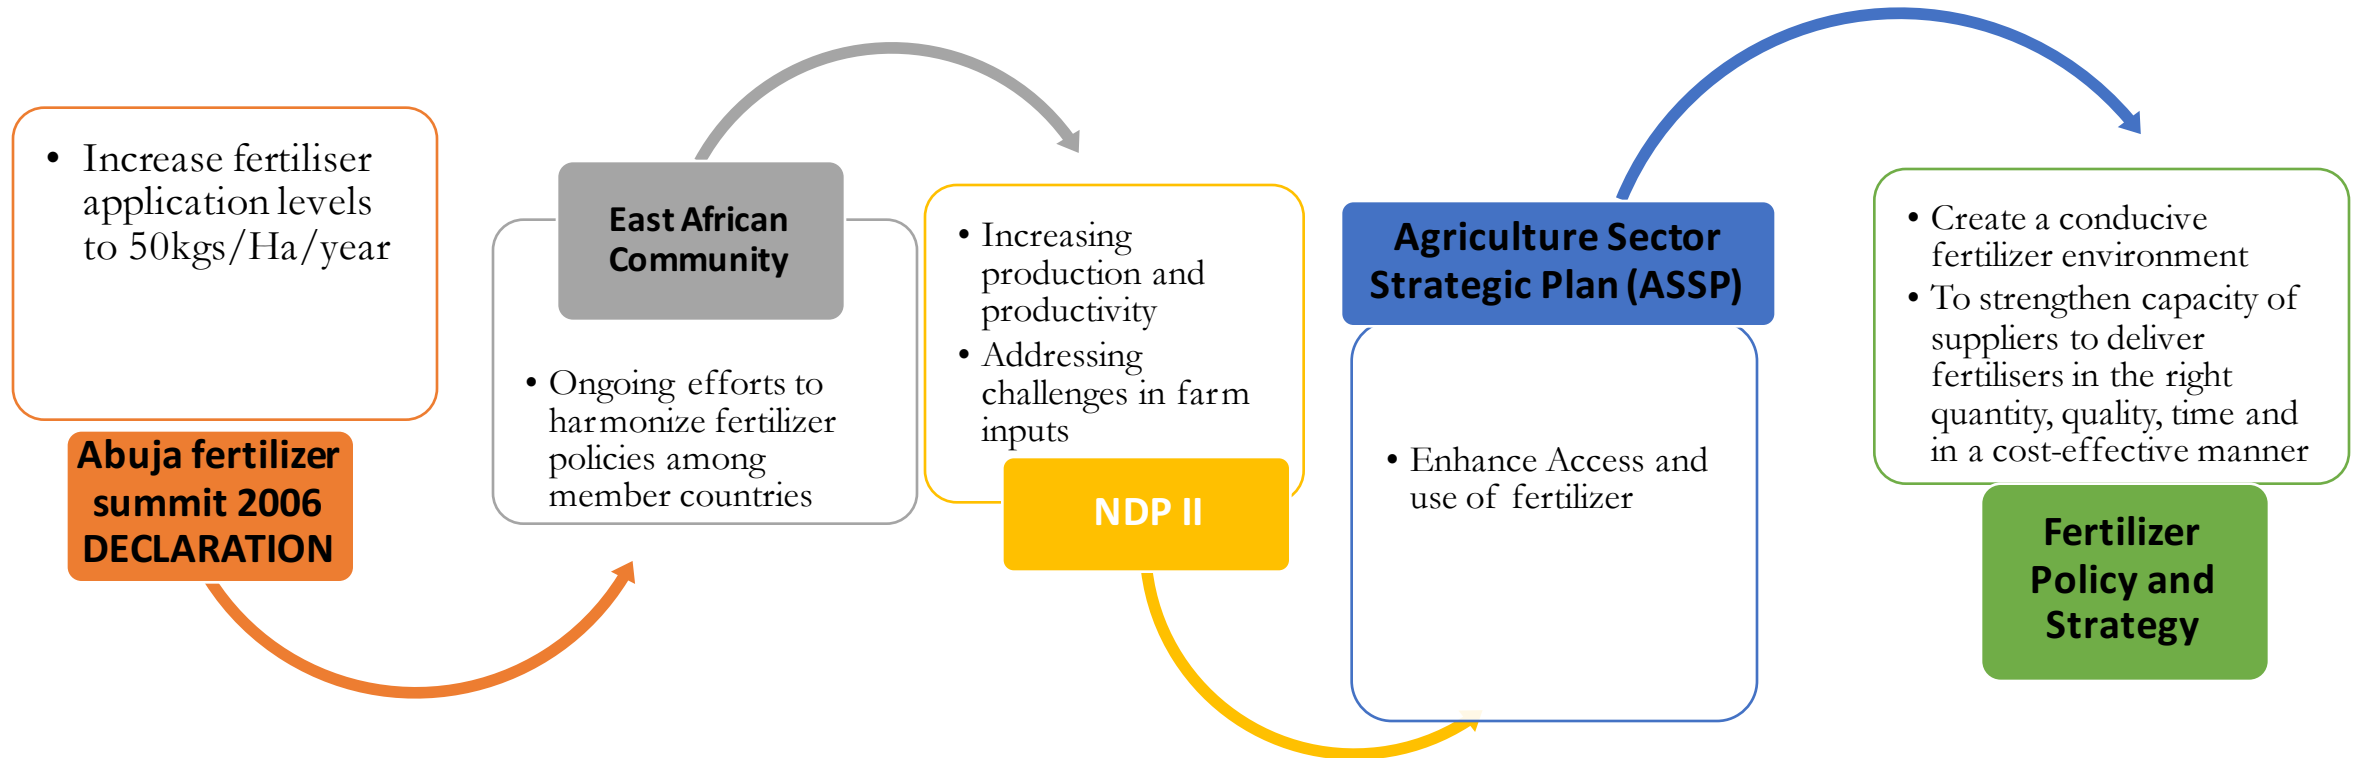 • Increase fertiliser
application levels
to 50kgs/Ha/year
Abuja fertilizer
summit 2006
DECLARATION
East African
Community
• Ongoing efforts to
harmonize fertilizer
policies among
member countries
• Increasing
production and
productivity
• Addressing
challenges in farm
inputs
NDP II
Agriculture Sector
Strategic Plan (ASSP)
• Enhance Access and
use of fertilizer
• Create a conducive
fertilizer environment
• To strengthen capacity of
suppliers to deliver
fertilisers in the right
quantity, quality, time and
in a cost-effective manner
Fertilizer
Policy and
Strategy